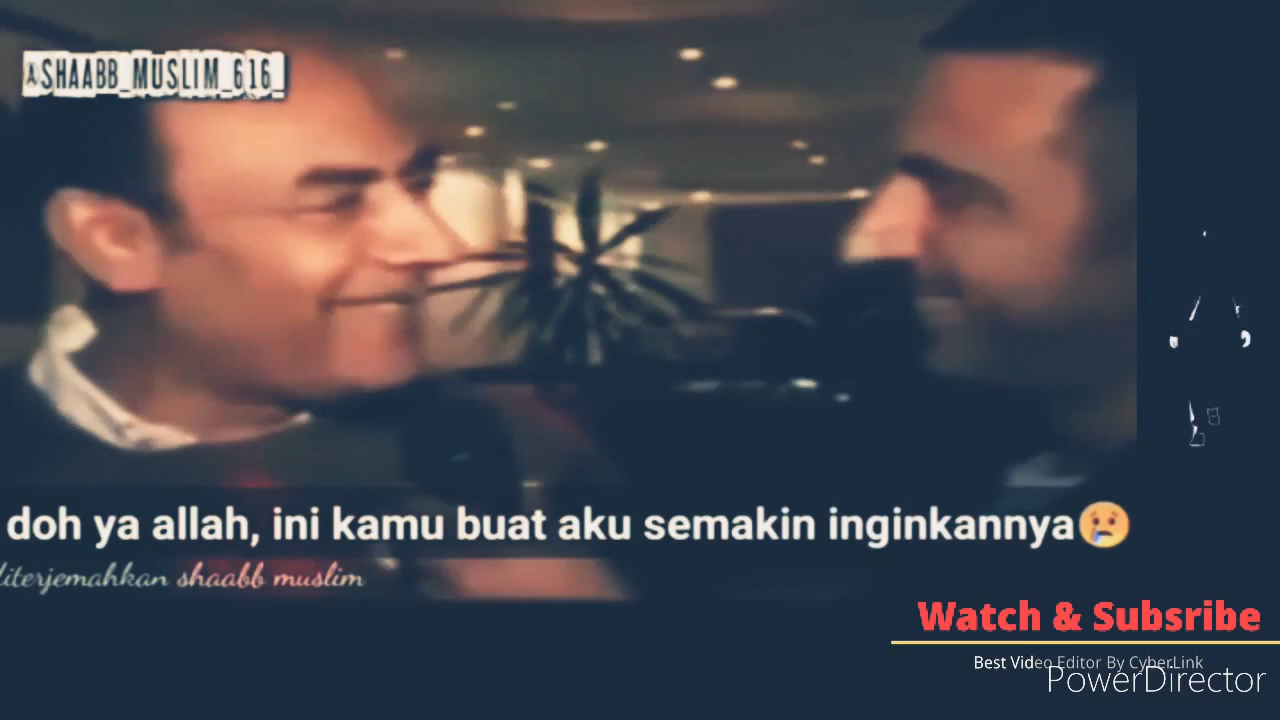 ASHAABB_MUSLIM_616_
doh ya allah, ini kamu buat aku semakin inginkannya😢
diterjemahkan shaabb muslim
Watch & Subsribe
Best Video Editor By CyberLink
PowerDirector